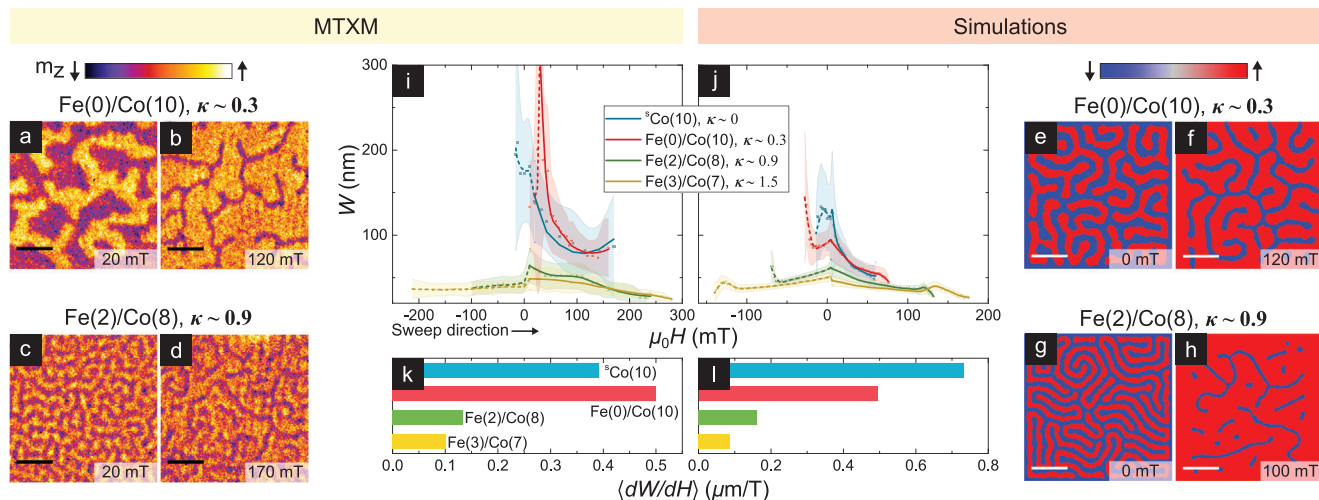 MTXM
Simulations
mZ ↓ ↑
Fe(0)/Co(10), κ ~ 0.3
a
20 mT
b
120 mT
Fe(2)/Co(8), κ ~ 0.9
c
20 mT
d
170 mT
i
W (nm)
300
200
100
-200 -100 0 100 200 300
Sweep direction →
μ0H (mT)
j
-100 0 100 200
ˢCo(10), κ ~ 0
Fe(0)/Co(10), κ ~ 0.3
Fe(2)/Co(8), κ ~ 0.9
Fe(3)/Co(7), κ ~ 1.5
k
ˢCo(10)
Fe(0)/Co(10)
Fe(2)/Co(8)
Fe(3)/Co(7)
0.0 0.1 0.2 0.3 0.4 0.5
l
0.0 0.2 0.4 0.6 0.8
⟨dW/dH⟩ (μm/T)
↓ ↑
Fe(0)/Co(10), κ ~ 0.3
e
0 mT
f
120 mT
Fe(2)/Co(8), κ ~ 0.9
g
0 mT
h
100 mT